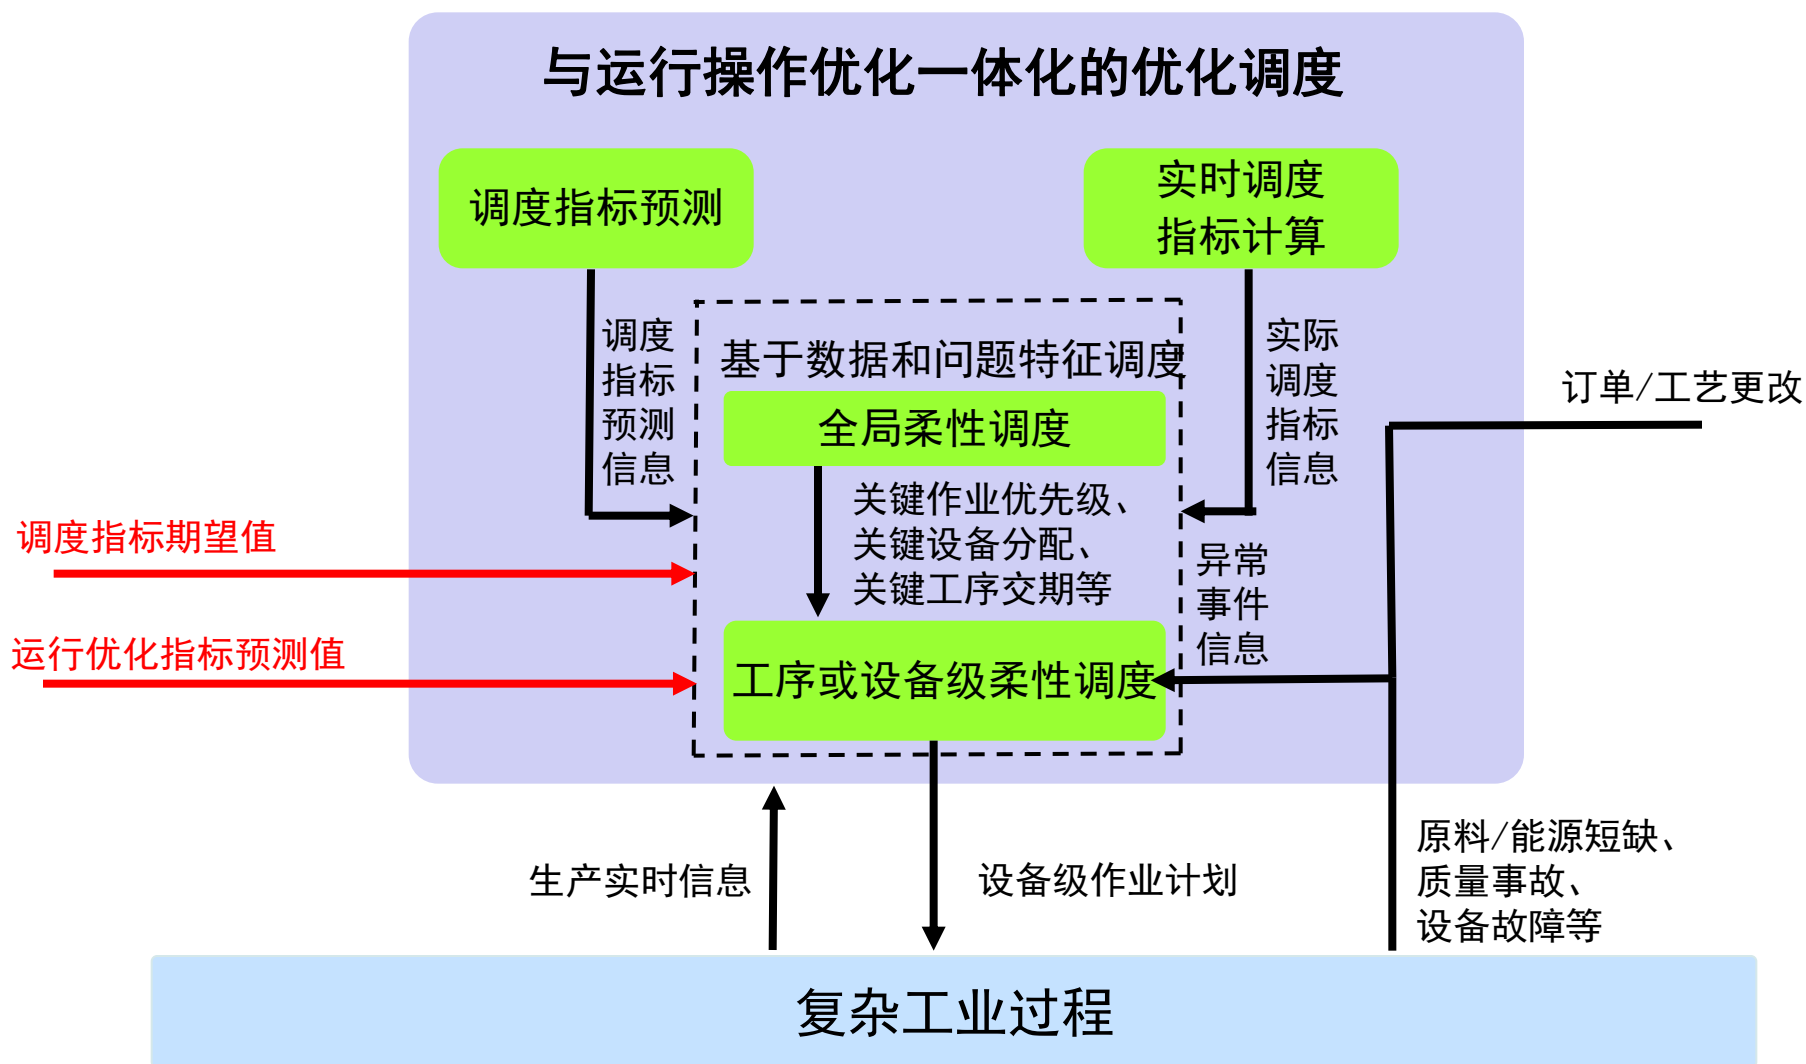 与运行操作优化一体化的优化调度
调度指标预测
实时调度
指标计算
调度
指标
预测
信息
基于数据和问题特征调度
实际
调度
指标
信息
全局柔性调度
订单/工艺更改
关键作业优先级、
关键设备分配、
关键工序交期等
调度指标期望值
异常
事件
信息
运行优化指标预测值
工序或设备级柔性调度
生产实时信息
设备级作业计划
原料/能源短缺、
质量事故、
设备故障等
复杂工业过程